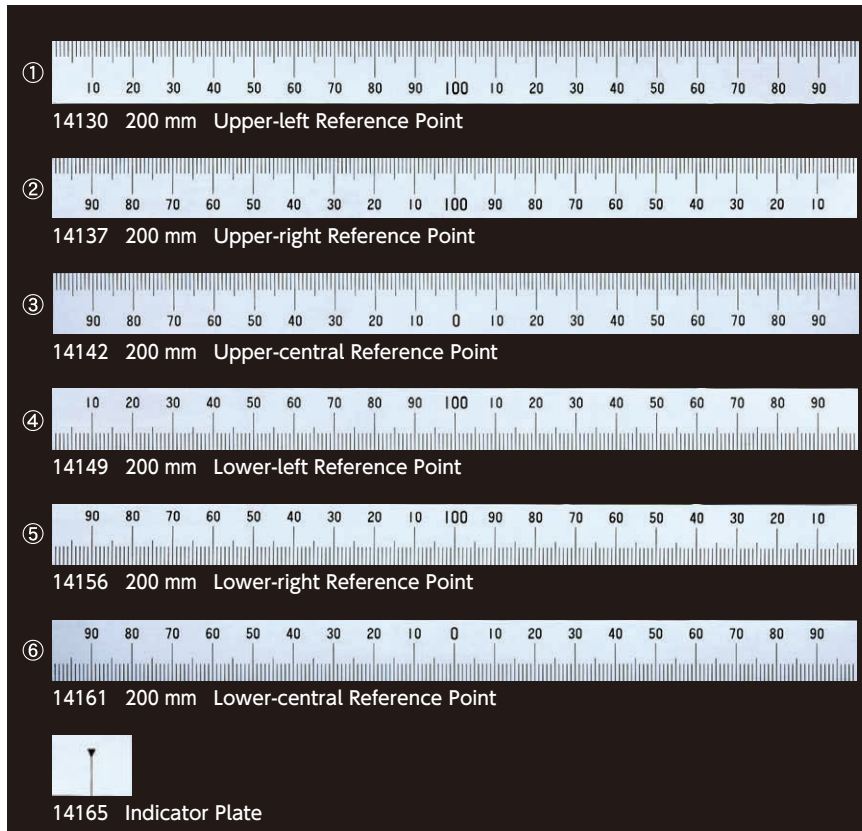 ①
10 20 30 40 50 60 70 80 90 100 10 20 30 40 50 60 70 80 90
14130 200 mm Upper-left Reference Point
②
90 80 70 60 50 40 30 20 10 100 90 80 70 60 50 40 30 20 10
14137 200 mm Upper-right Reference Point
③
90 80 70 60 50 40 30 20 10 0 10 20 30 40 50 60 70 80 90
14142 200 mm Upper-central Reference Point
④
10 20 30 40 50 60 70 80 90 100 10 20 30 40 50 60 70 80 90
14149 200 mm Lower-left Reference Point
⑤
90 80 70 60 50 40 30 20 10 100 90 80 70 60 50 40 30 20 10
14156 200 mm Lower-right Reference Point
⑥
90 80 70 60 50 40 30 20 10 0 10 20 30 40 50 60 70 80 90
14161 200 mm Lower-central Reference Point
14165 Indicator Plate